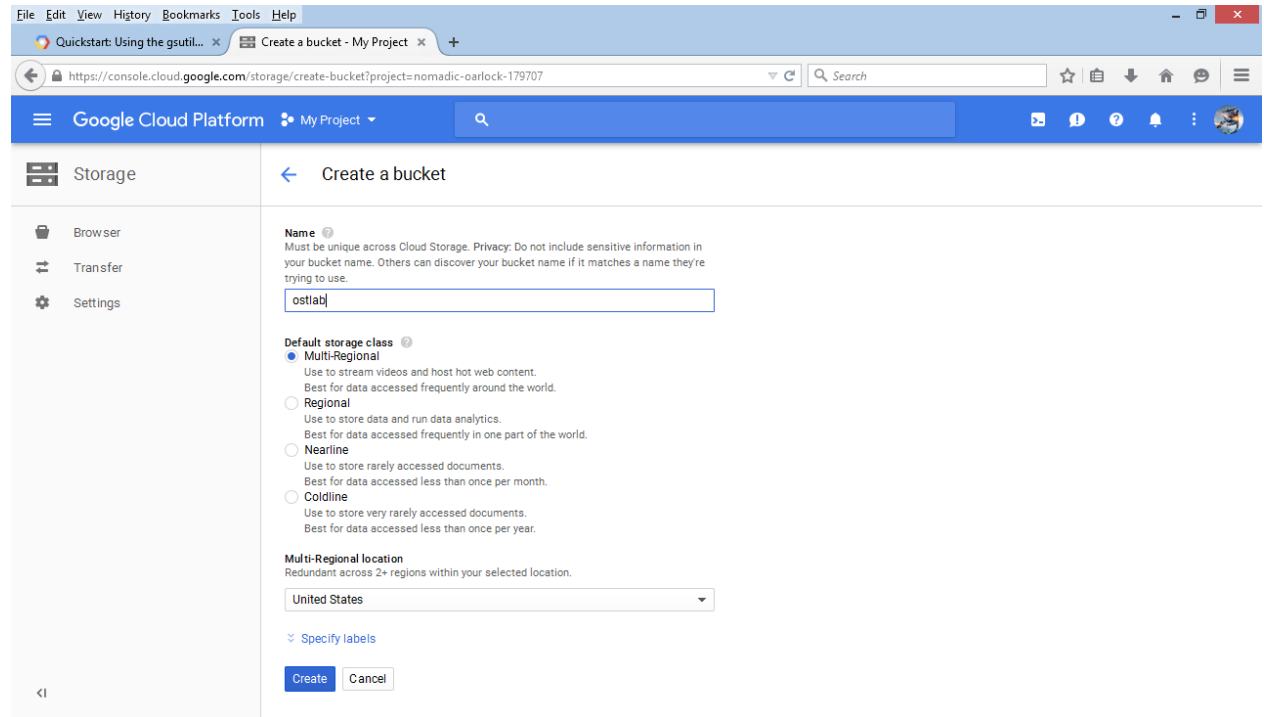 File Edit View History Bookmarks Tools Help
Quickstart: Using the gsutil... × Create a bucket - My Project × +
https://console.cloud.google.com/storage/create-bucket?project=nomadic-oarlock-179707 Search
Google Cloud Platform My Project
Storage
Create a bucket
Browser
Transfer
Settings
Name
Must be unique across Cloud Storage. Privacy: Do not include sensitive information in
your bucket name. Others can discover your bucket name if it matches a name they're
trying to use.
ostlab
Default storage class
Multi-Regional
Use to stream videos and host hot web content.
Best for data accessed frequently around the world.
Regional
Use to store data and run data analytics.
Best for data accessed frequently in one part of the world.
Nearline
Use to store rarely accessed documents.
Best for data accessed less than once per month.
Coldline
Use to store very rarely accessed documents.
Best for data accessed less than once per year.
Multi-Regional location
Redundant across 2+ regions within your selected location.
United States
Specify labels
Create Cancel